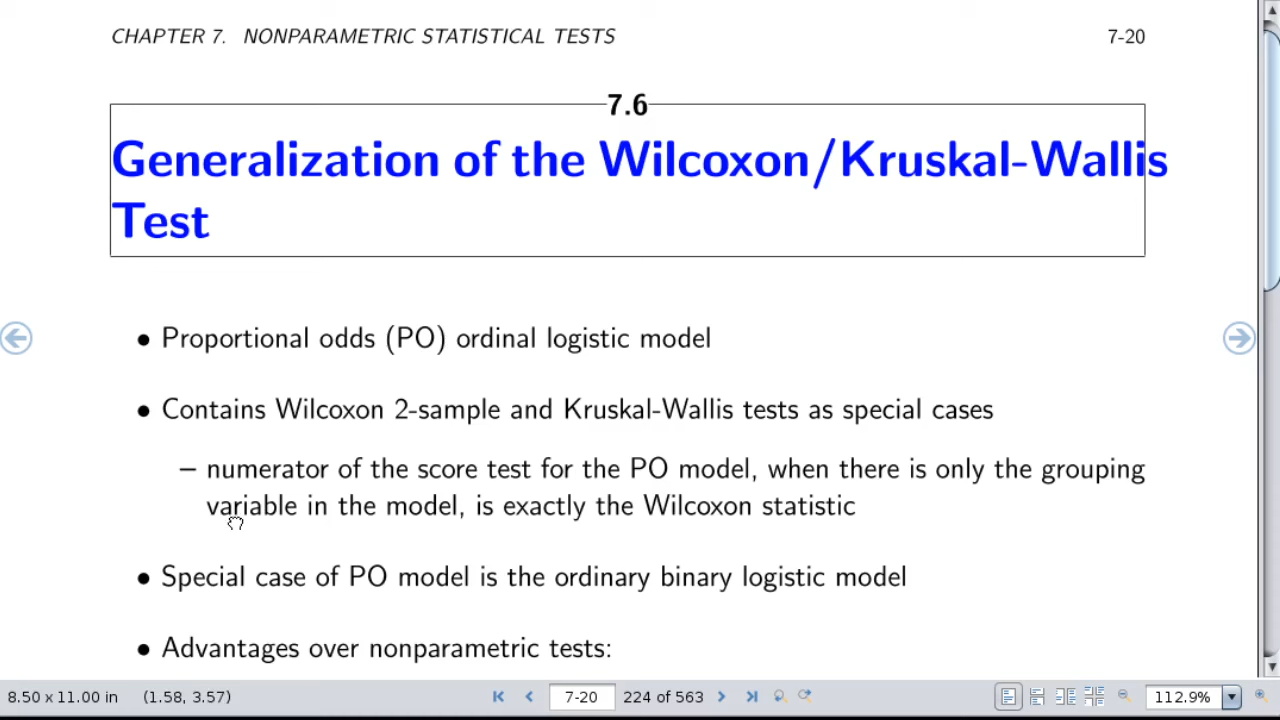 CHAPTER 7. NONPARAMETRIC STATISTICAL TESTS 7-20
7.6
Generalization of the Wilcoxon/Kruskal-Wallis
Test
• Proportional odds (PO) ordinal logistic model
• Contains Wilcoxon 2-sample and Kruskal-Wallis tests as special cases
– numerator of the score test for the PO model, when there is only the grouping
variable in the model, is exactly the Wilcoxon statistic
• Special case of PO model is the ordinary binary logistic model
• Advantages over nonparametric tests:
8.50 x 11.00 in (1.58, 3.57) 7-20 224 of 563 112.9%